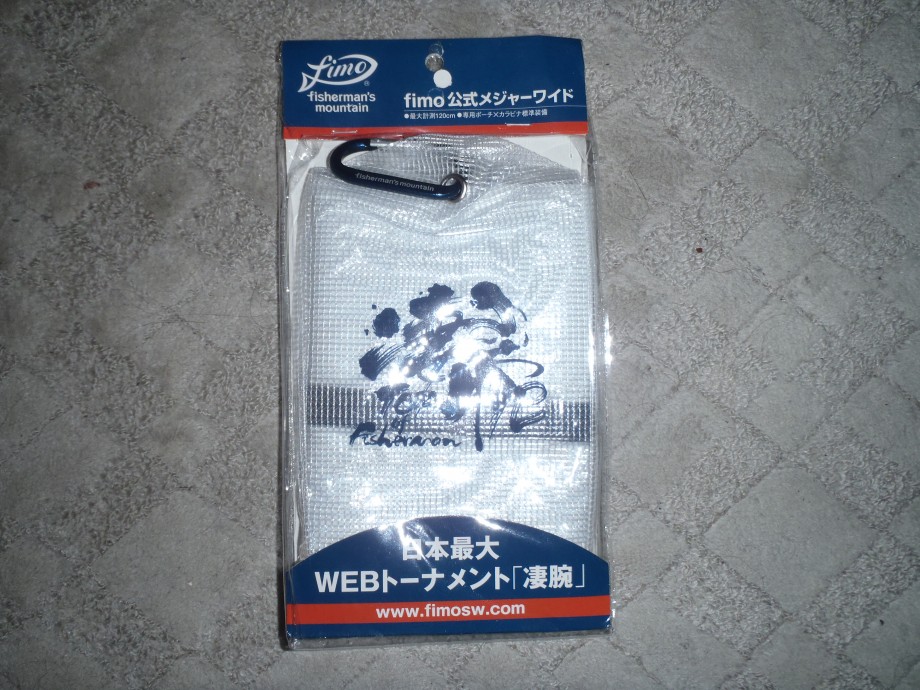 fimo
®
fisherman's
mountain
fimo 公式メジャーワイド
●最大計測120cm ●専用ポーチ×カラビナ標準装備
fisherman's mountain
TOP
of
Fisherman
日本最大
WEBトーナメント「凄腕」
www.fimosw.com